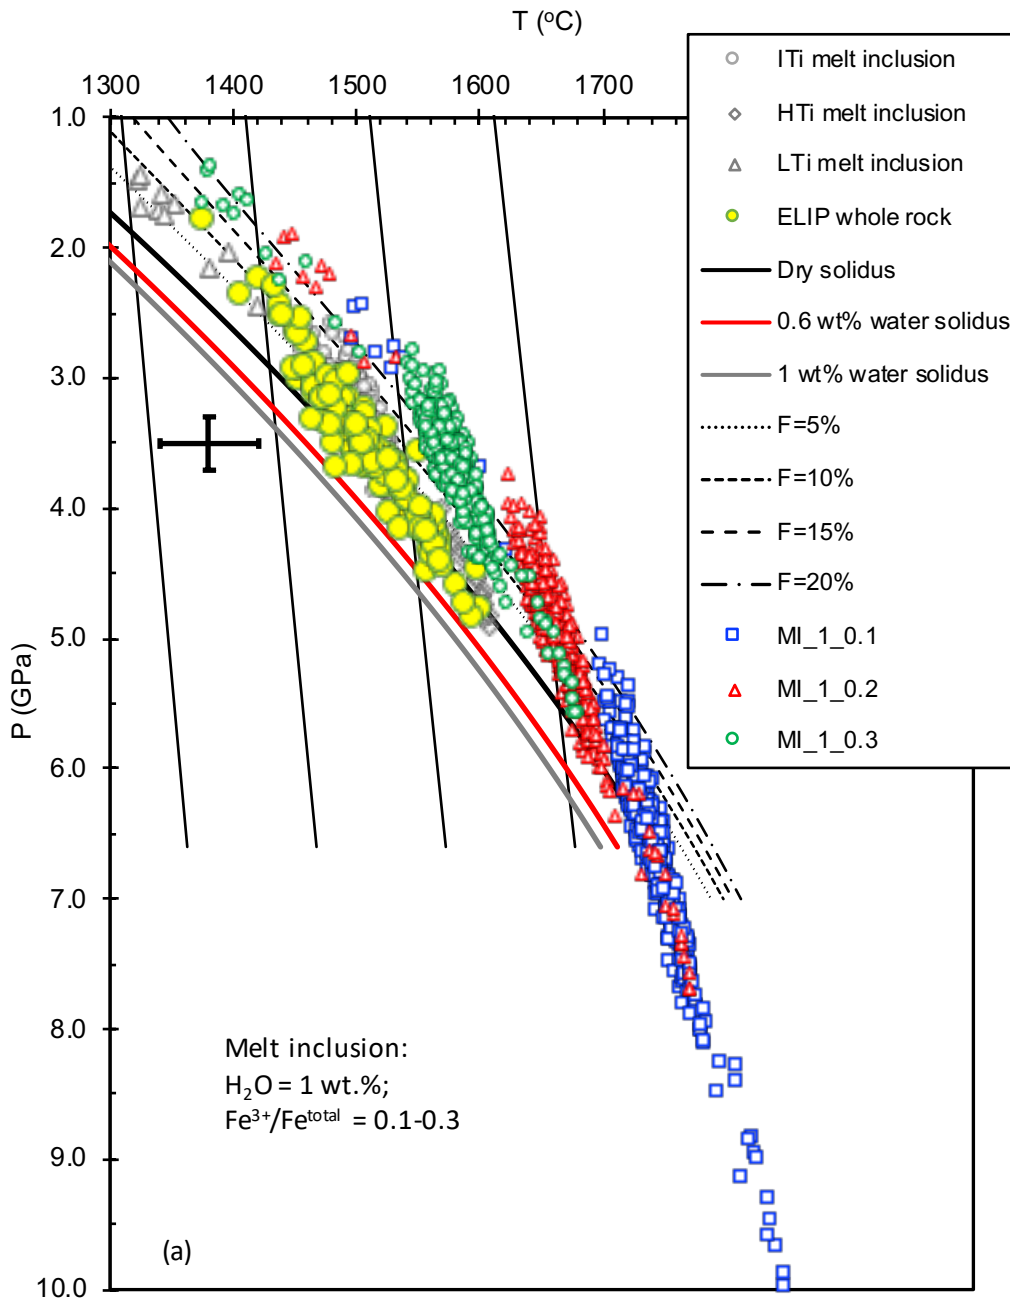 T (°C)
1300 1400 1500 1600 1700
1.0
2.0
3.0
4.0
5.0
6.0
7.0
8.0
9.0
10.0
P (GPa)
ITi melt inclusion
HTi melt inclusion
LTi melt inclusion
ELIP whole rock
Dry solidus
0.6 wt% water solidus
1 wt% water solidus
F=5%
F=10%
F=15%
F=20%
MI_1_0.1
MI_1_0.2
MI_1_0.3
Melt inclusion:
H₂O = 1 wt.%;
Fe³⁺/Feᵗᵒᵗᵃˡ = 0.1-0.3
(a)